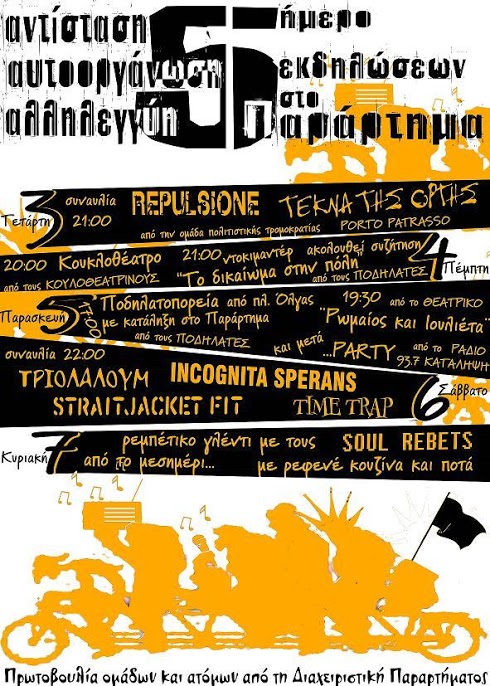 αντίσταση
αυτοοργάνωση
αλληλεγγύη
5ήμερο
εκδηλώσεων
στο
Παράρτημα
Τετάρτη 3 συναυλία 21:00 REPULSIONE ΤΕΚΝΑ ΤΗΣ ΟΡΓΗΣ
από την ομάδα πολιτιστικής τρομοκρατίας PORTO PATRASSO
20:00 Κουκλοθέατρο 21:00 ντοκιμαντέρ ακολουθεί συζήτηση 4 Πέμπτη
από τους ΚΟΥΛΟΘΕΑΤΡΙΝΟΥΣ "Το δικαίωμα στην πόλη" από τους ΠΟΔΗΛΑΤΕΣ
Παρασκευή 5 17:00 Ποδηλατοπορεία από πλ. Όλγας 19:30 από το ΘΕΑΤΡΙΚΟ
με κατάληξη στο Παράρτημα "Ρωμαίος και Ιουλιέτα"
από τους ΠΟΔΗΛΑΤΕΣ και μετά ...PARTY από το ΡΑΔΙΟ
93.7 ΚΑΤΑΛΗΨΗ
συναυλία 22:00
ΤΡΙΟΛΑΛΟΥΜ INCOGNITA SPERANS 6 Σάββατο
STRAITJACKET FIT TIME TRAP
Κυριακή 7 ρεμπέτικο γλέντι με τους SOUL REBETS
από το μεσημέρι... με ρεφενέ κουζίνα και ποτά
Πρωτοβουλία ομάδων και ατόμων από τη Διαχειριστική Παραρτήματος